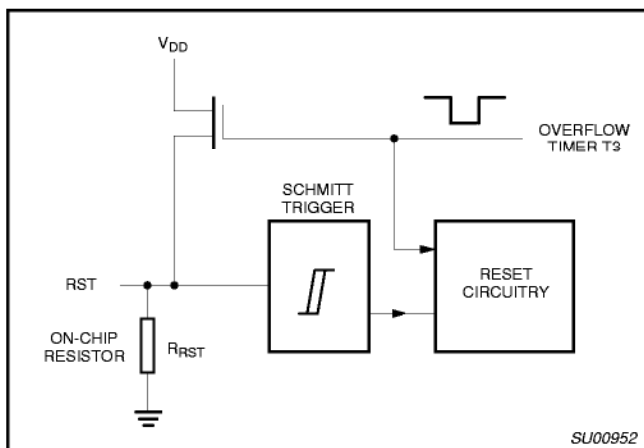 VDD
OVERFLOW
TIMER T3
SCHMITT
TRIGGER
RST
RESET
CIRCUITRY
ON-CHIP
RESISTOR
RRST
SU00952